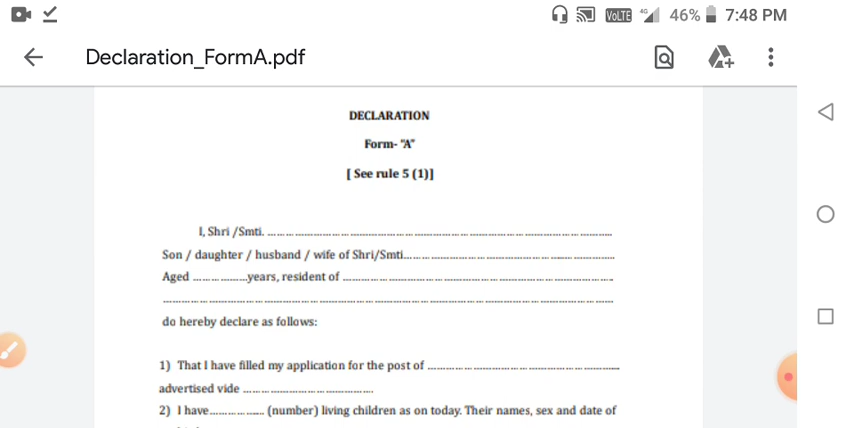 VoLTE 4G 46% 7:48 PM
Declaration_FormA.pdf
DECLARATION
Form- "A"
[ See rule 5 (1)]
I, Shri /Smti. ........................................................................
Son / daughter / husband / wife of Shri/Smti........................................................
Aged ..................years, resident of ........................................................................
........................................................................................................................
do hereby declare as follows:
1) That I have filled my application for the post of ................................................
advertised vide ....................................
2) I have................. (number) living children as on today. Their names, sex and date of